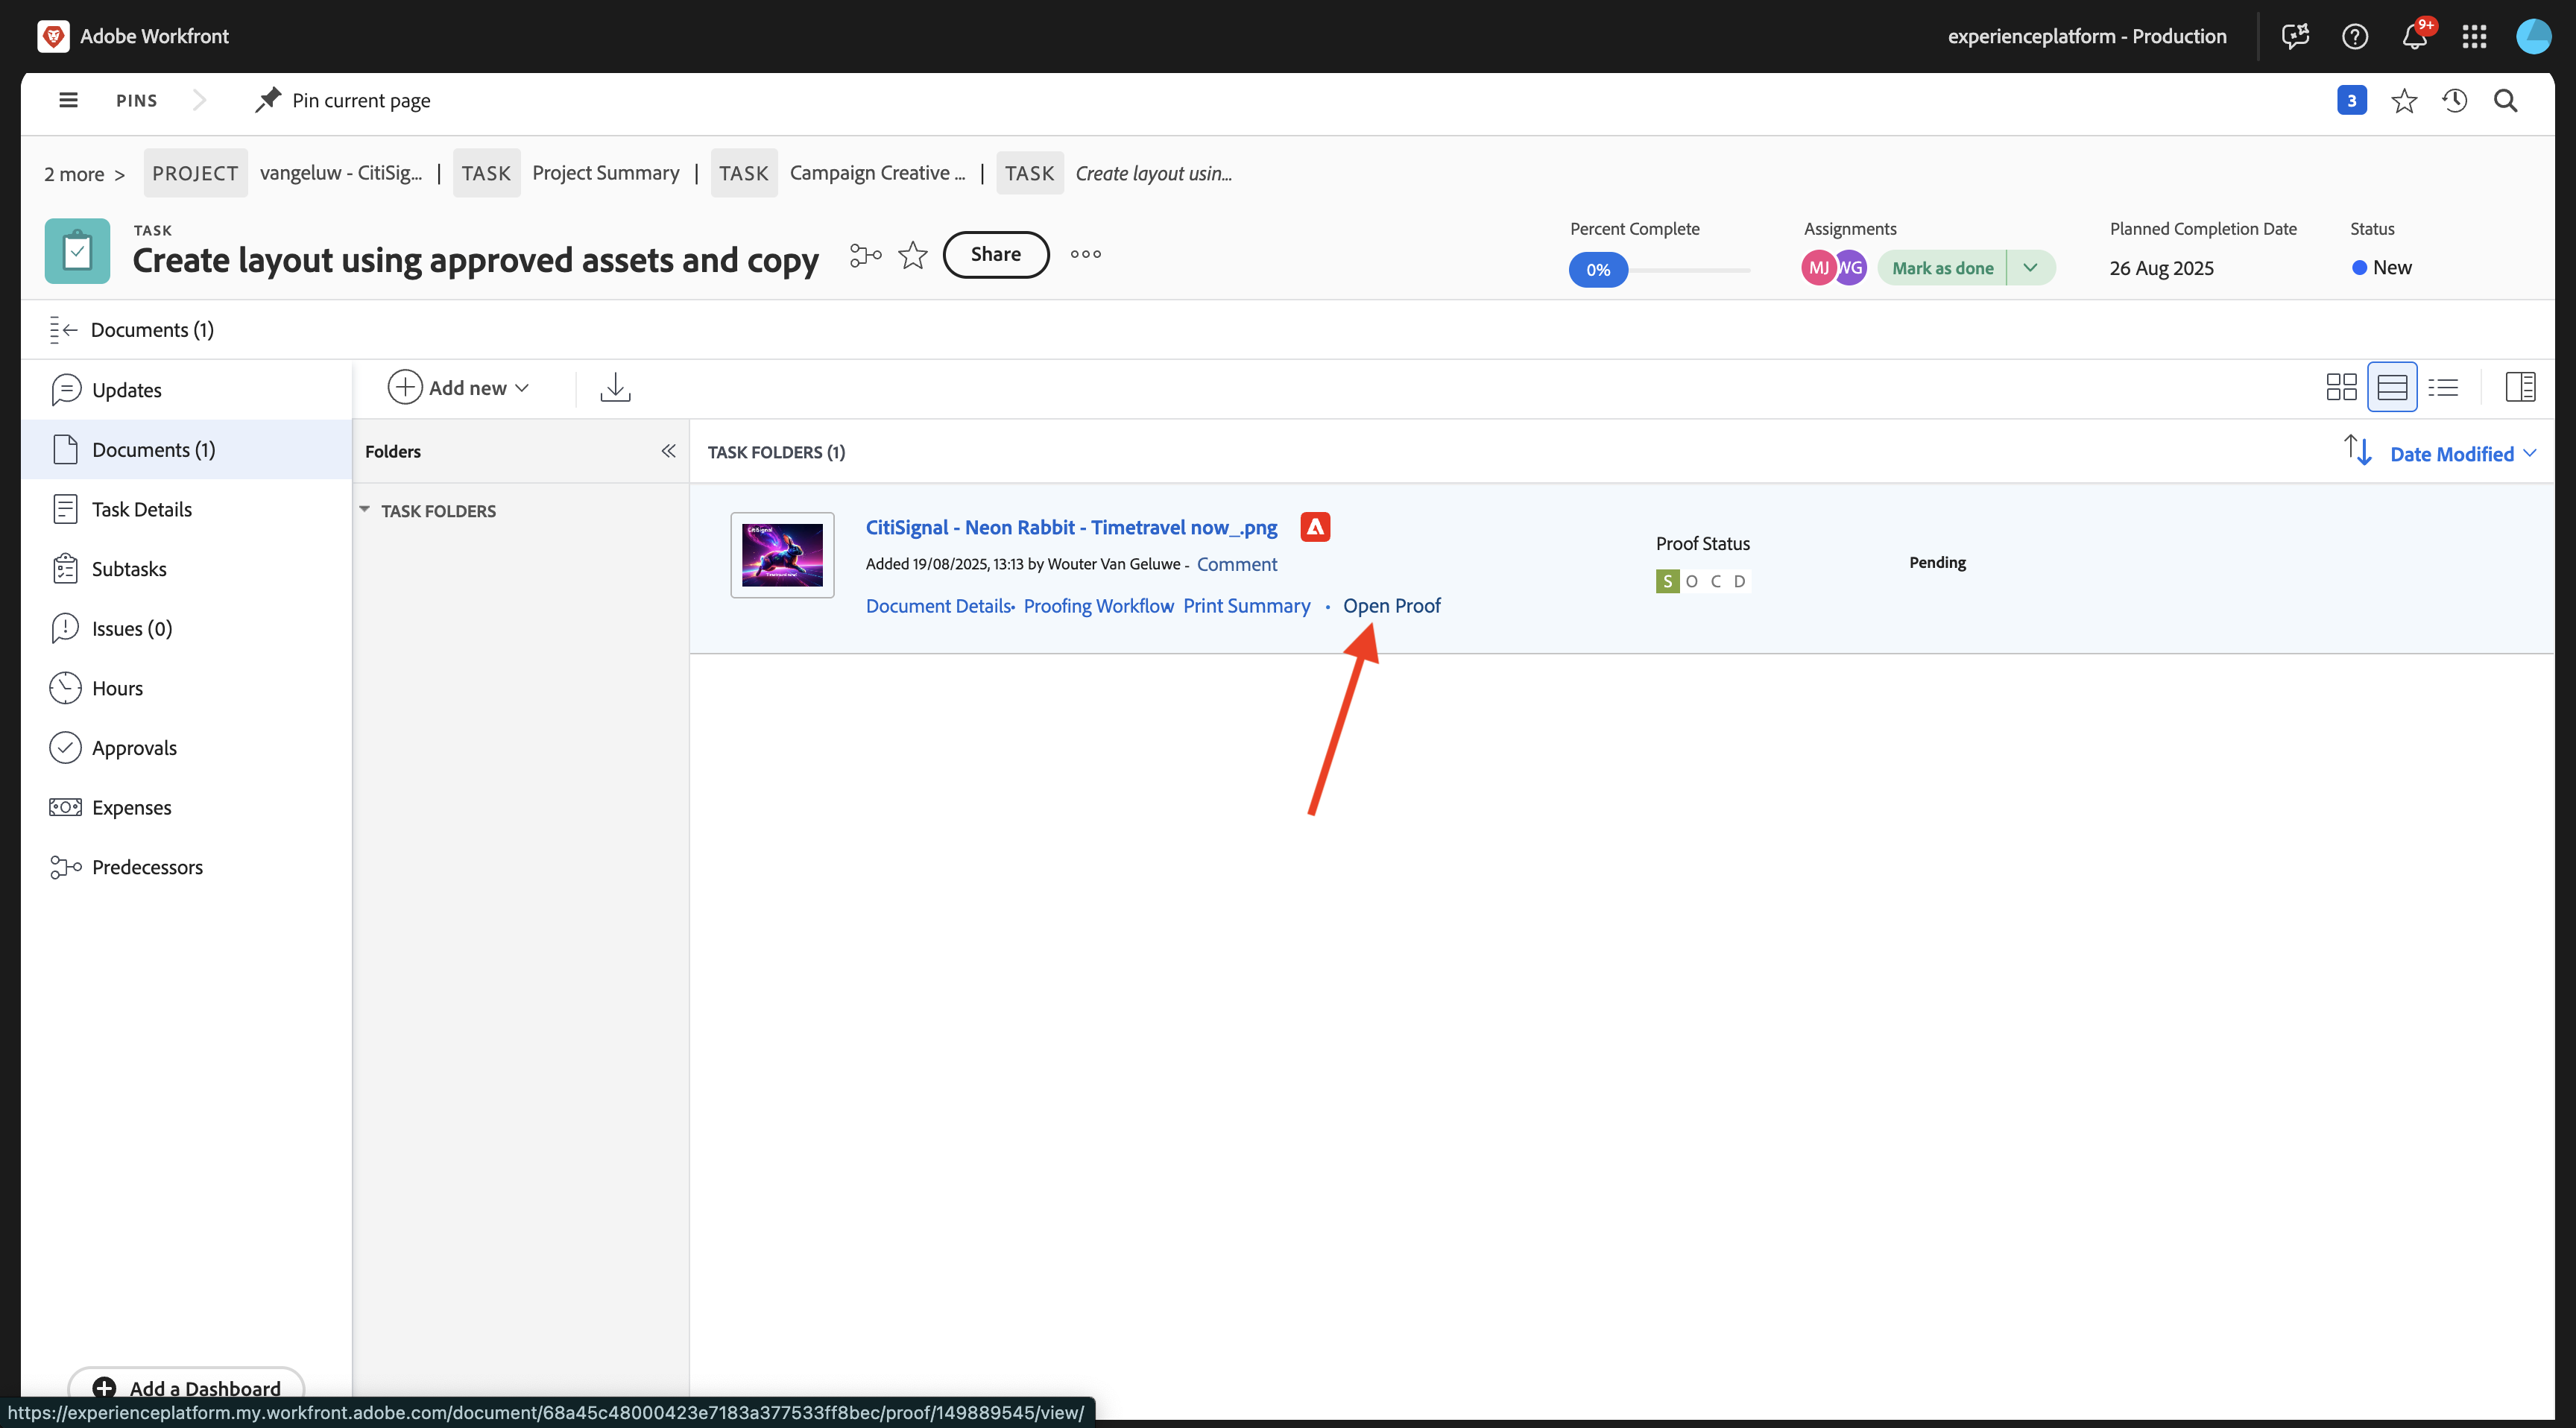 Adobe Workfront
experienceplatform - Production
9+
PINS
Pin current page
3
2 more >
PROJECT vangeluw - CitiSig... | TASK Project Summary | TASK Campaign Creative ... | TASK Create layout usin...
TASK
Create layout using approved assets and copy
Share
Percent Complete
0%
Assignments
MJ WG Mark as done
Planned Completion Date
26 Aug 2025
Status
New
Documents (1)
Updates
Documents (1)
Task Details
Subtasks
Issues (0)
Hours
Approvals
Expenses
Predecessors
Add a Dashboard
Add new
Folders
TASK FOLDERS
TASK FOLDERS (1)
Date Modified
CitiSignal
Timetravel now!
CitiSignal - Neon Rabbit - Timetravel now_.png
Added 19/08/2025, 13:13 by Wouter Van Geluwe - Comment
Document Details• Proofing Workflow Print Summary • Open Proof
Proof Status
S O C D
Pending
https://experienceplatform.my.workfront.adobe.com/document/68a45c48000423e7183a377533ff8bec/proof/149889545/view/